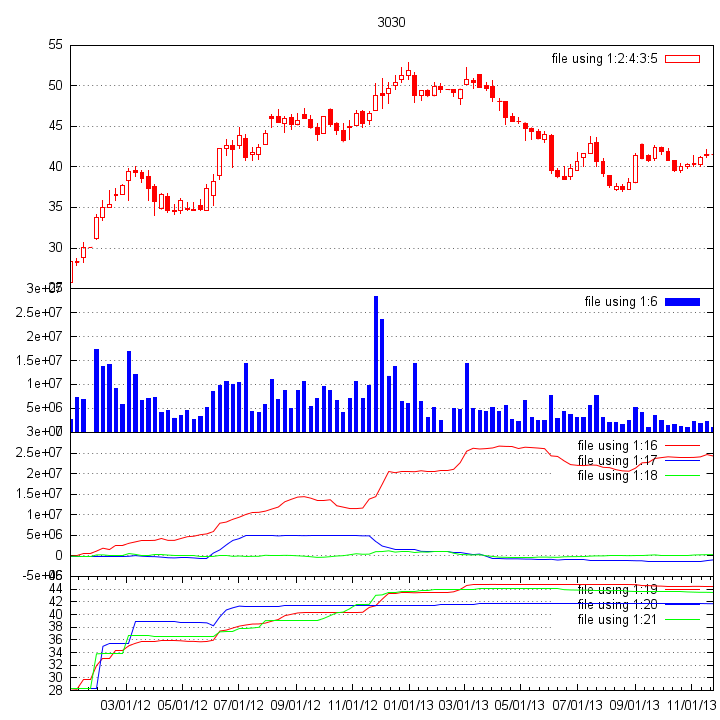 3030
55
file using 1:2:4:3:5
50
45
40
35
30
3e+07
file using 1:6
2.5e+07
2e+07
1.5e+07
1e+07
5e+06
3e+07
file using 1:16
2.5e+07
file using 1:17
2e+07
file using 1:18
1.5e+07
1e+07
5e+06
0
-5e+06
44
file using 1:19
42
file using 1:20
40
38
file using 1:21
36
34
32
30
28
03/01/12 05/01/12 07/01/12 09/01/12 11/01/12 01/01/13 03/01/13 05/01/13 07/01/13 09/01/13 11/01/13